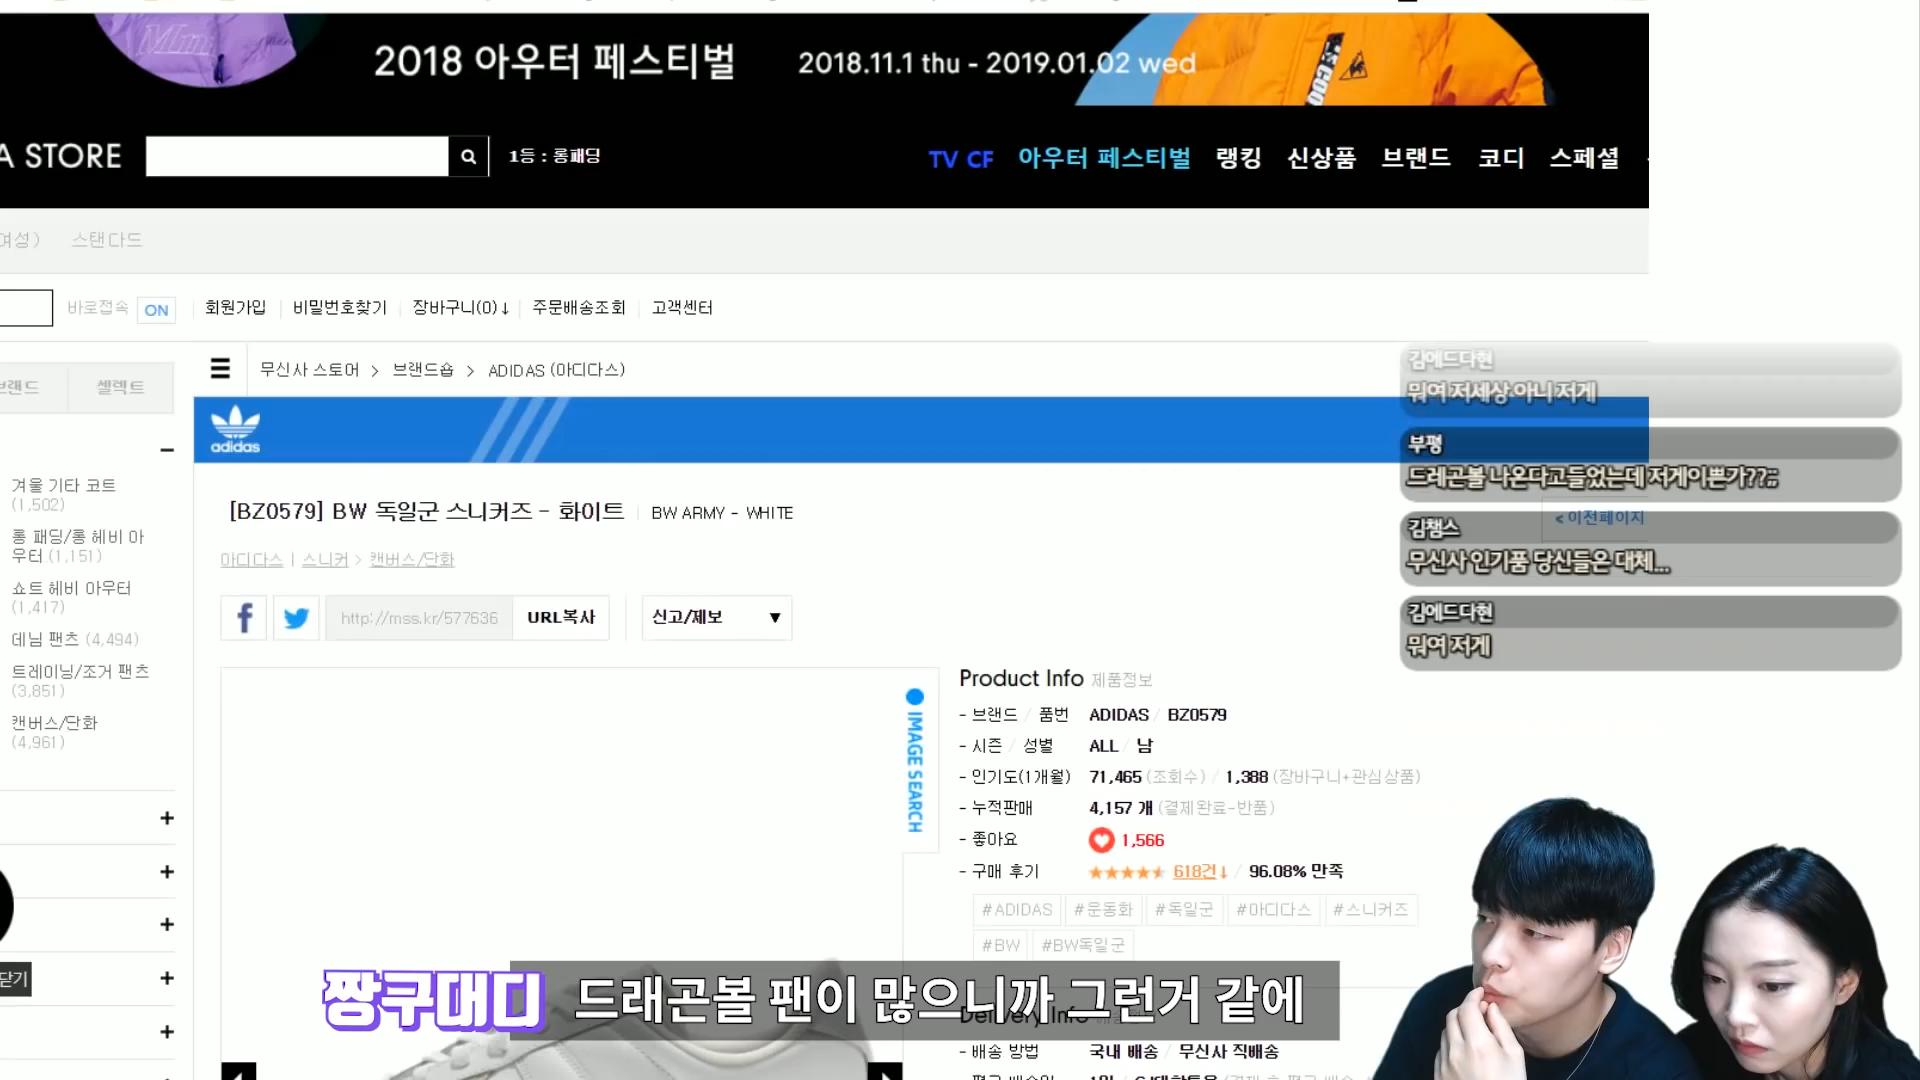 2018 아우터 페스티벌
2018.11.1 thu - 2019.01.02 wed
A STORE
1등 : 롱패딩
TV CF 아우터 페스티벌 랭킹 신상품 브랜드 코디 스페셜
여성) 스탠다드
바로접속 ON 회원가입 비밀번호찾기 장바구니(0)↓ 주문배송조회 고객센터
브랜드 셀렉트
무신사 스토어 > 브랜드숍 > ADIDAS (아디다스)
adidas
겨울 기타 코트
(1,502)
롱 패딩/롱 헤비 아
우터 (1,151)
쇼트 헤비 아우터
(1,417)
데님 팬츠 (4,494)
트레이닝/조거 팬츠
(3,851)
캔버스/단화
(4,961)
닫기
[BZ0579] BW 독일군 스니커즈 - 화이트 BW ARMY - WHITE
< 이전페이지
아디다스 | 스니커 > 캔버스/단화
http://mss.kr/577636 URL복사 신고/제보 ▼
IMAGE SEARCH
Product Info 제품정보
- 브랜드 / 품번 ADIDAS / BZ0579
- 시즌 / 성별 ALL / 남
- 인기도(1개월) 71,465 (조회수) / 1,388 (장바구니+관심상품)
- 누적판매 4,157 개 (결제완료-반품)
- 좋아요 1,566
- 구매 후기 618건↓ / 96.08% 만족
#ADIDAS #운동화 #독일군 #아디다스 #스니커즈
#BW #BW독일군
Delivery Info
- 배송 방법 국내 배송 / 무신사 직배송
김에드다현
뭐여 저세상 아니 저게
부평
드레곤볼 나온다고들었는데 저게이쁜가??;;
김챔스
무신사 인기품 당신들은 대체...
김에드다현
뭐여 저게
짱구대디 드래곤볼 팬이 많으니까 그런거 같에